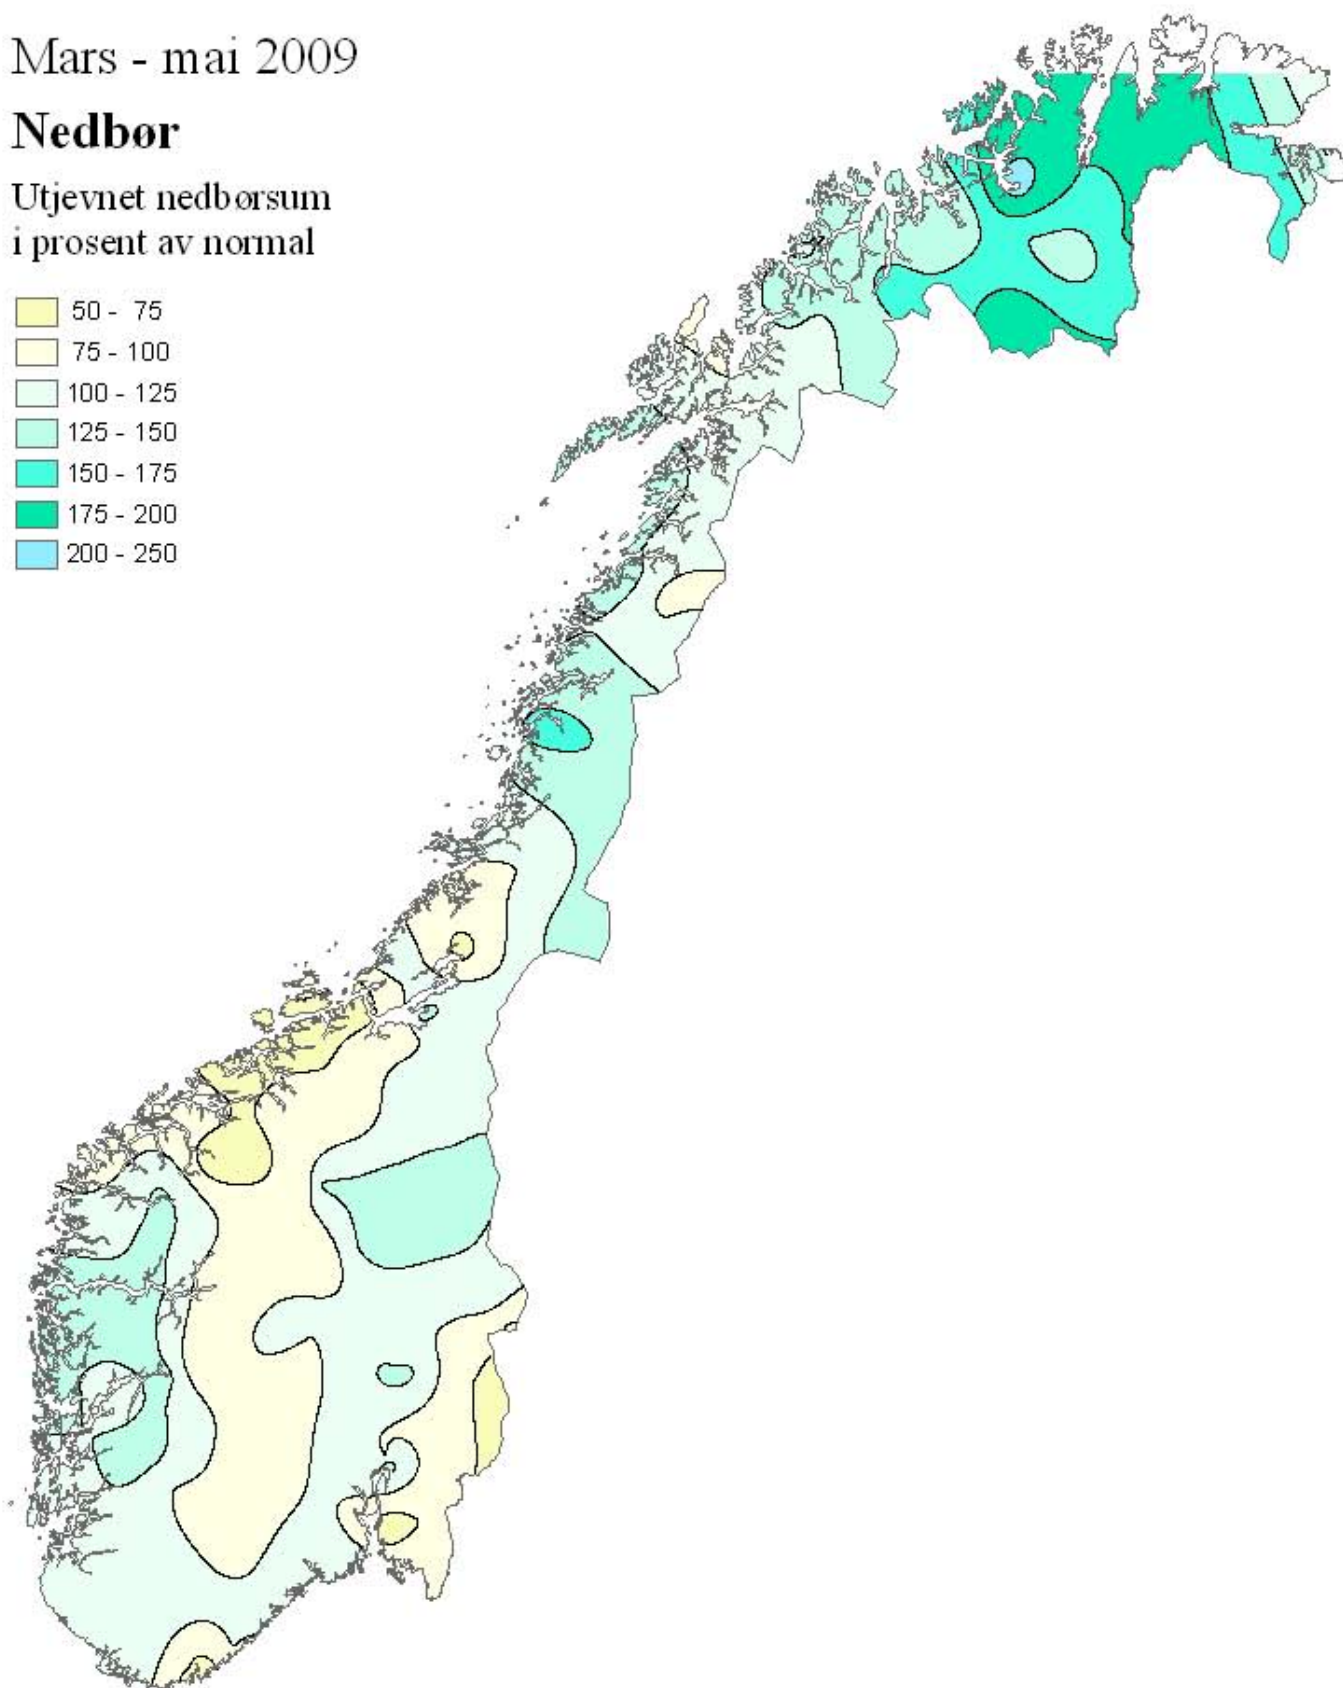 Mars - mai 2009
Nedbør
Utjevnet nedbørsum
i prosent av normal
50 - 75
75 - 100
100 - 125
125 - 150
150 - 175
175 - 200
200 - 250